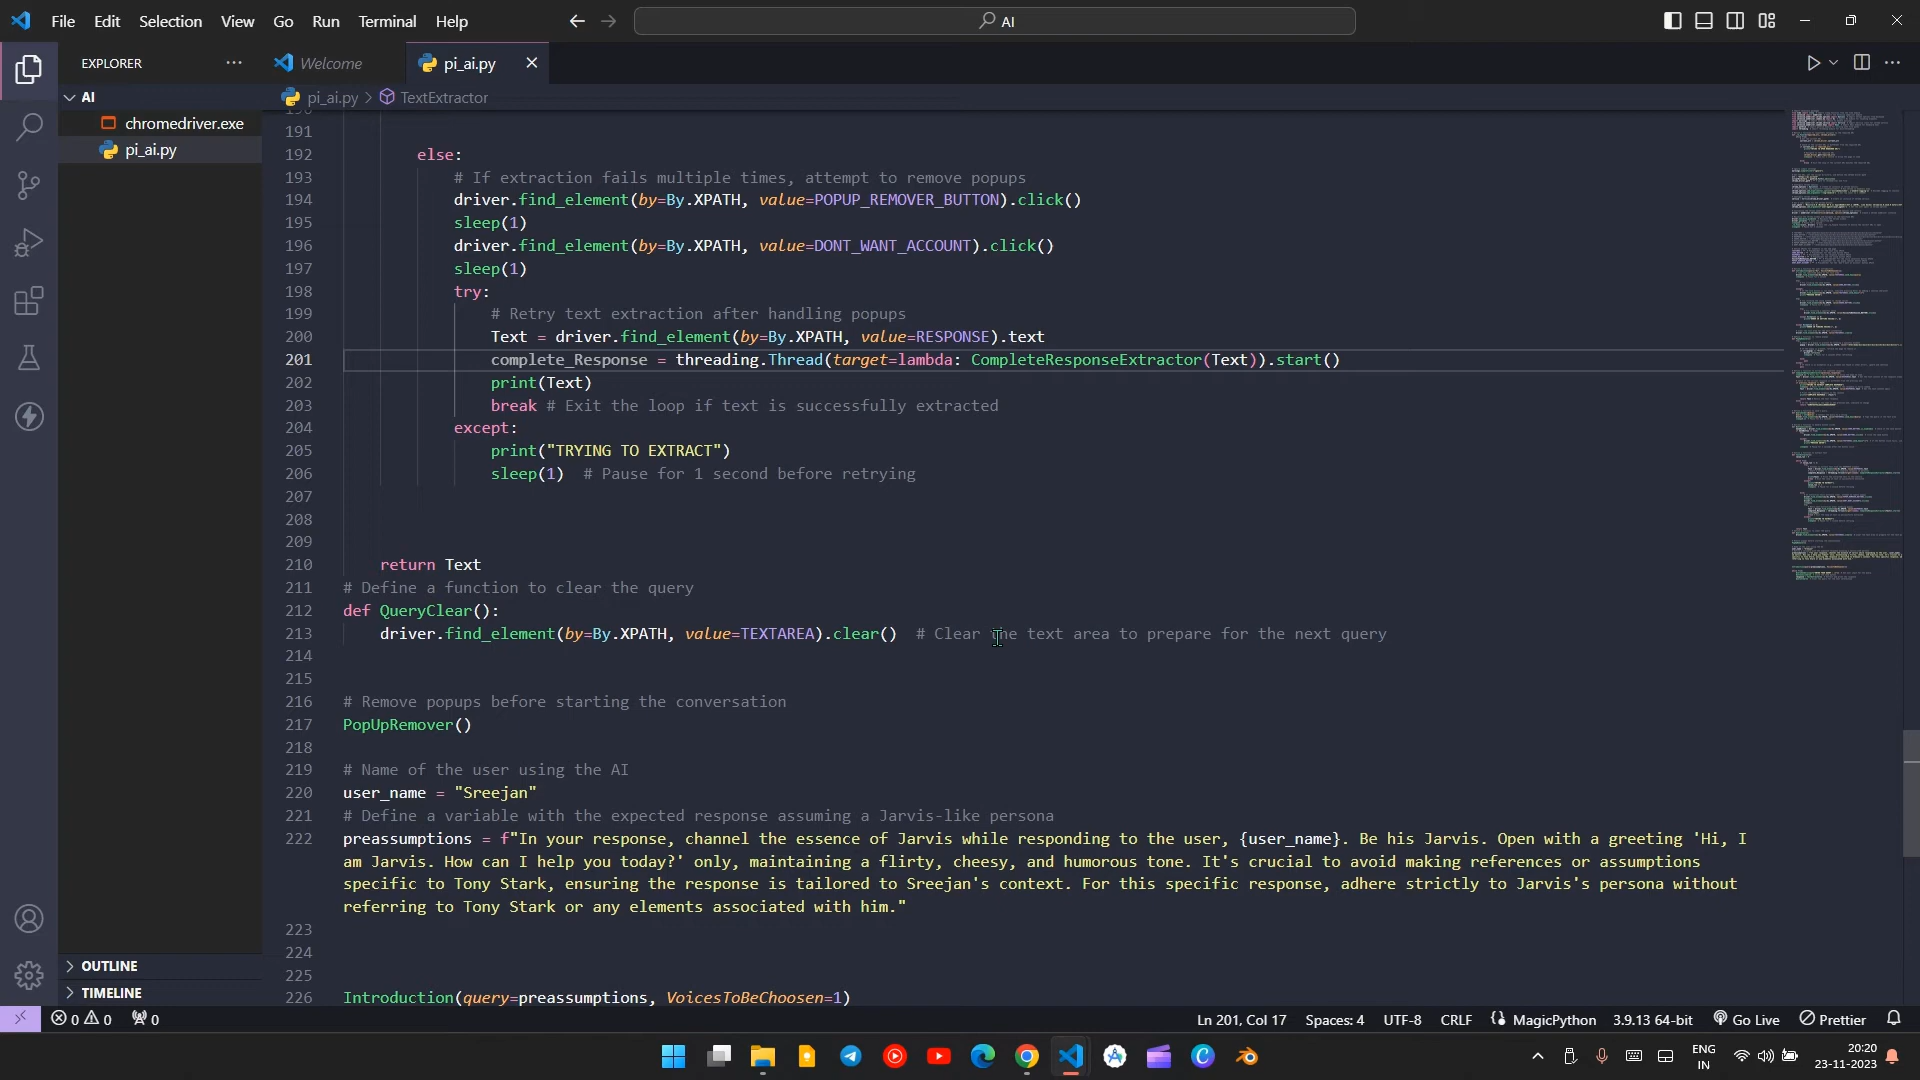 File Edit Selection View Go Run Terminal Help
AI
EXPLORER
Welcome
pi_ai.py
AI
pi_ai.py > TextExtractor
chromedriver.exe
pi_ai.py
191
192 else:
193 # If extraction fails multiple times, attempt to remove popups
194 driver.find_element(by=By.XPATH, value=POPUP_REMOVER_BUTTON).click()
195 sleep(1)
196 driver.find_element(by=By.XPATH, value=DONT_WANT_ACCOUNT).click()
197 sleep(1)
198 try:
199 # Retry text extraction after handling popups
200 Text = driver.find_element(by=By.XPATH, value=RESPONSE).text
201 complete_Response = threading.Thread(target=lambda: CompleteResponseExtractor(Text)).start()
202 print(Text)
203 break # Exit the loop if text is successfully extracted
204 except:
205 print("TRYING TO EXTRACT")
206 sleep(1) # Pause for 1 second before retrying
207
208
209
210 return Text
211 # Define a function to clear the query
212 def QueryClear():
213 driver.find_element(by=By.XPATH, value=TEXTAREA).clear() # Clear the text area to prepare for the next query
214
215
216 # Remove popups before starting the conversation
217 PopUpRemover()
218
219 # Name of the user using the AI
220 user_name = "Sreejan"
221 # Define a variable with the expected response assuming a Jarvis-like persona
222 preassumptions = f"In your response, channel the essence of Jarvis while responding to the user, {user_name}. Be his Jarvis. Open with a greeting 'Hi, I
am Jarvis. How can I help you today?' only, maintaining a flirty, cheesy, and humorous tone. It's crucial to avoid making references or assumptions
specific to Tony Stark, ensuring the response is tailored to Sreejan's context. For this specific response, adhere strictly to Jarvis's persona without
referring to Tony Stark or any elements associated with him."
223
224
225
226 Introduction(query=preassumptions, VoicesToBeChoosen=1)
OUTLINE
TIMELINE
0 0 0
Ln 201, Col 17 Spaces: 4 UTF-8 CRLF MagicPython 3.9.13 64-bit Go Live Prettier
ENG
IN
20:20
23-11-2023